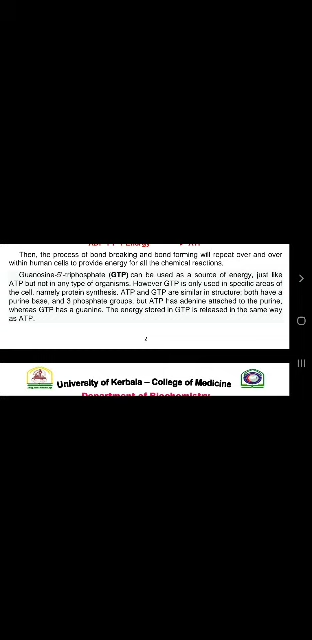 Then, the process of bond breaking and bond forming will repeat over and over
within human cells to provide energy for all the chemical reactions.
Guanosine-5'-triphosphate (GTP) can be used as a source of energy, just like
ATP but not in any type of organisms. However GTP is only used in specific areas of
the cell, namely protein synthesis. ATP and GTP are similar in structure: both have a
purine base, and 3 phosphate groups, but ATP has adenine attached to the purine,
whereas GTP has a guanine. The energy stored in GTP is released in the same way
as ATP.
2
University of Kerbala – College of Medicine
Department of Biochemistry